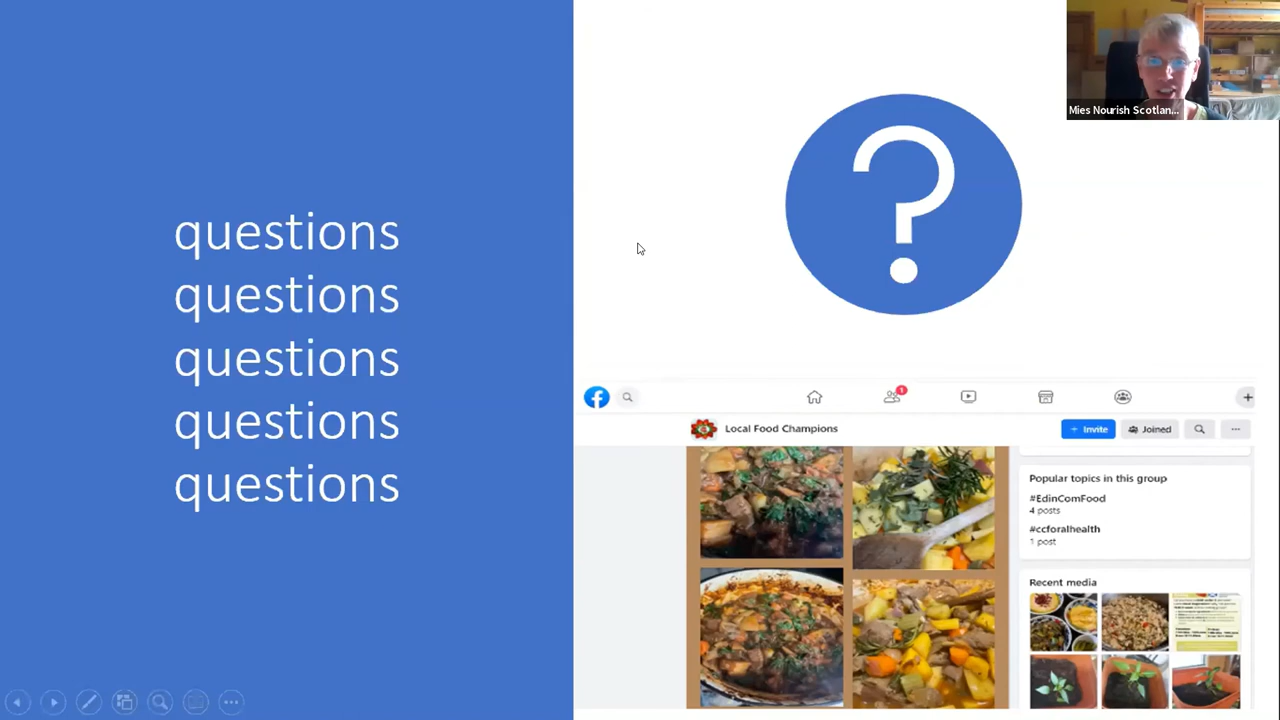 questions
questions
questions
questions
questions
?
Mies Nourish Scotlan...
1
Local Food Champions
Invite
Joined
Popular topics in this group
#EdinComFood
4 posts
#ccforalhealth
1 post
Recent media